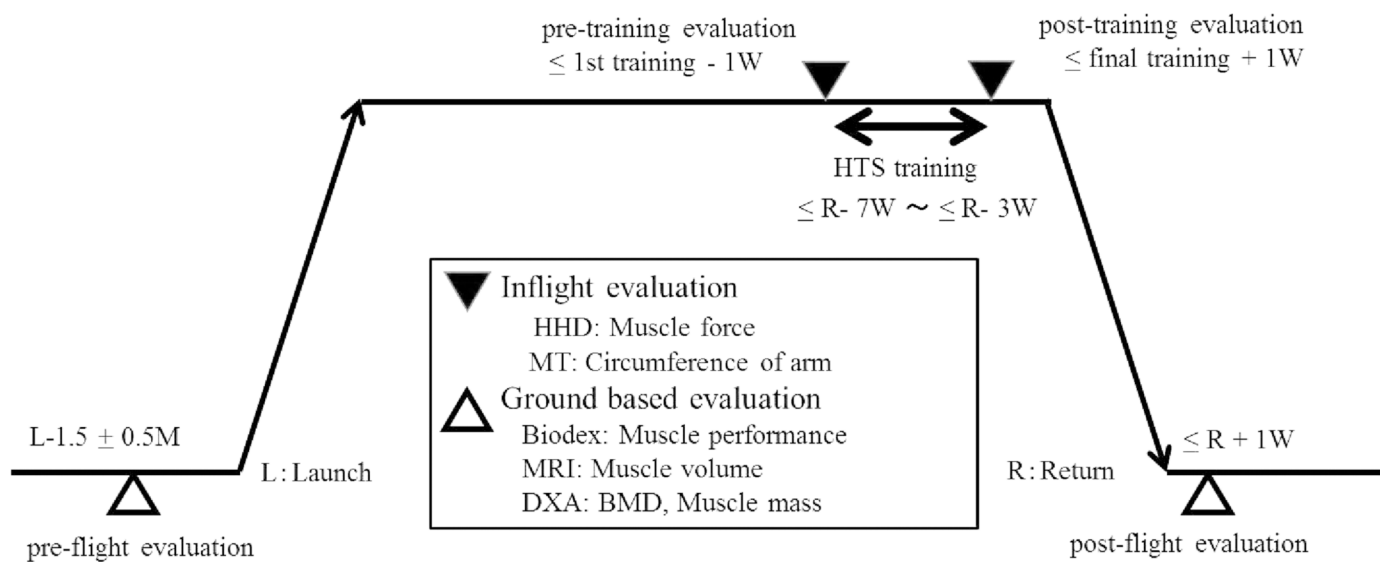 pre-training evaluation
≤ 1st training - 1W
post-training evaluation
≤ final training + 1W
HTS training
≤ R- 7W ～ ≤ R- 3W
Inflight evaluation
HHD: Muscle force
MT: Circumference of arm
Ground based evaluation
Biodex: Muscle performance
MRI: Muscle volume
DXA: BMD, Muscle mass
L-1.5 ± 0.5M
L: Launch
pre-flight evaluation
≤ R + 1W
R: Return
post-flight evaluation